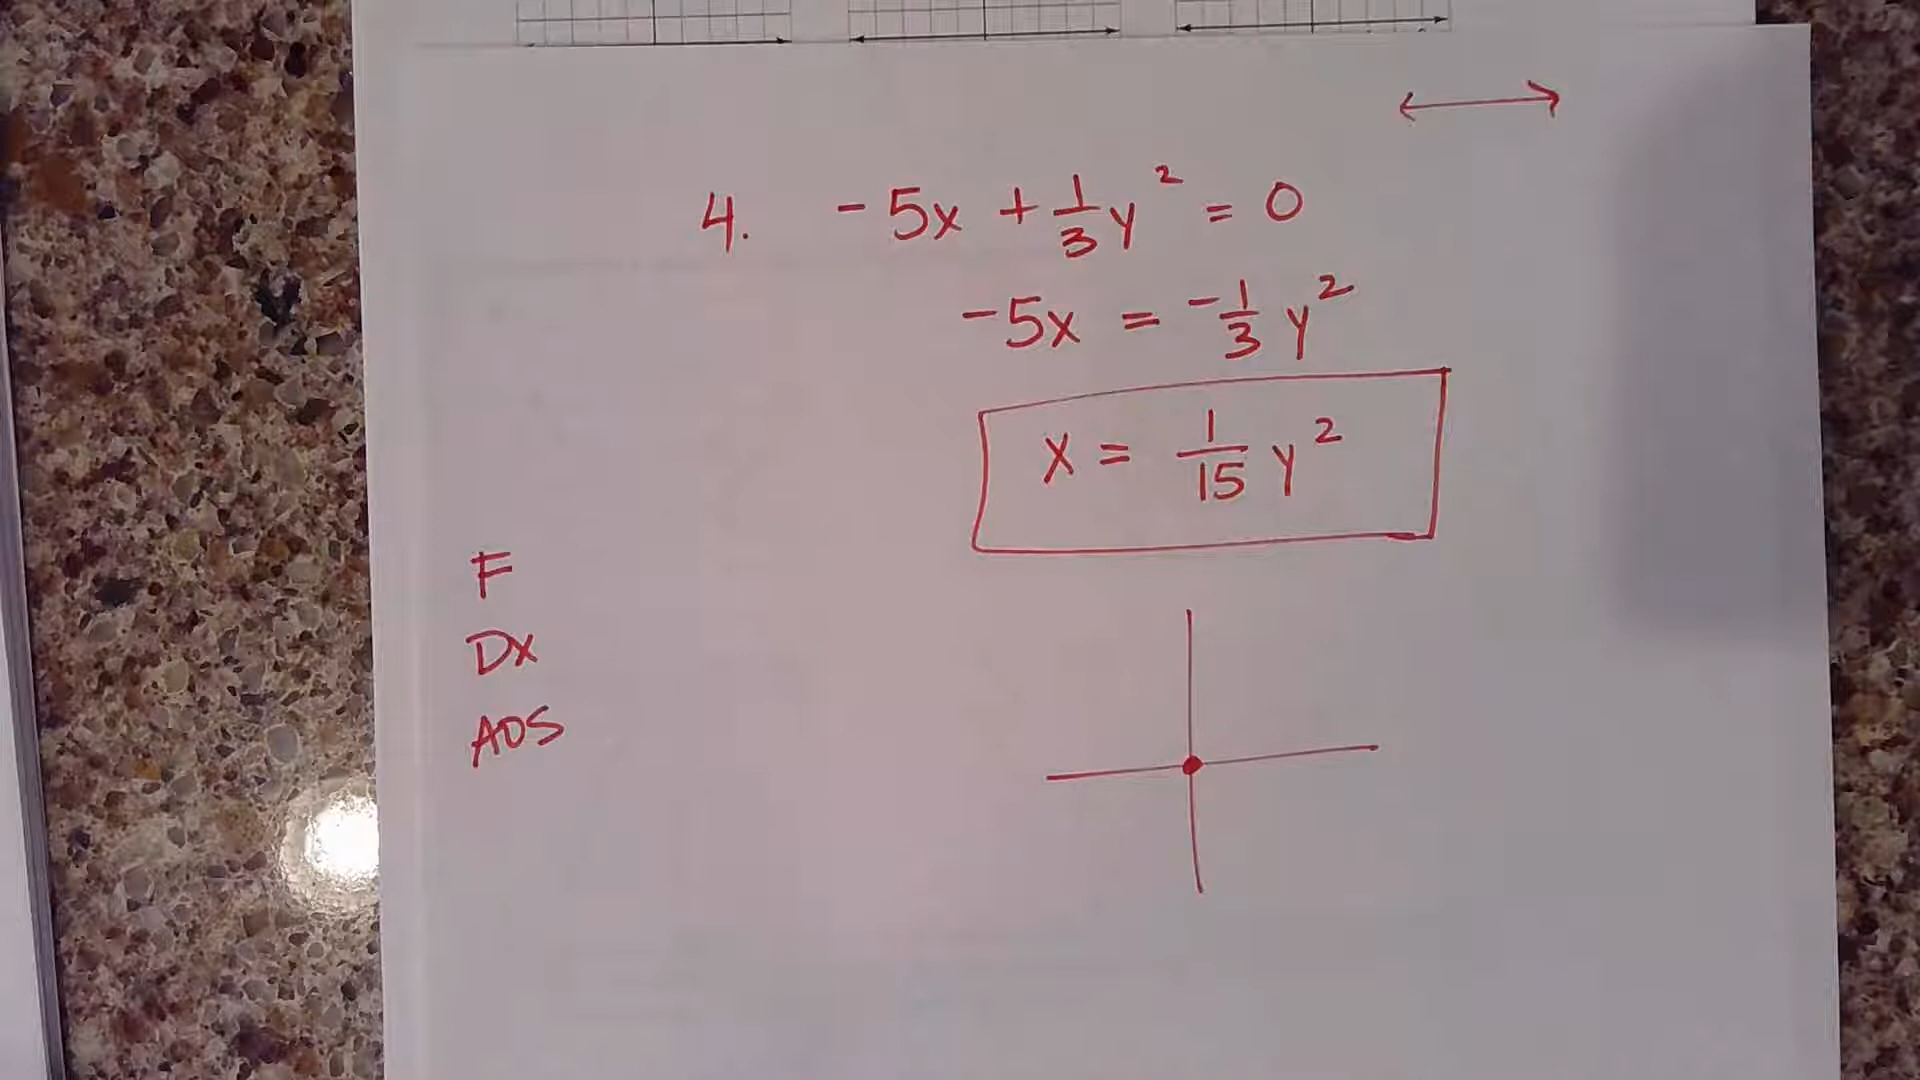 4. -5x + 1/3 y² = 0
-5x = -1/3 y²
x = 1/15 y²
F
Dx
AOS